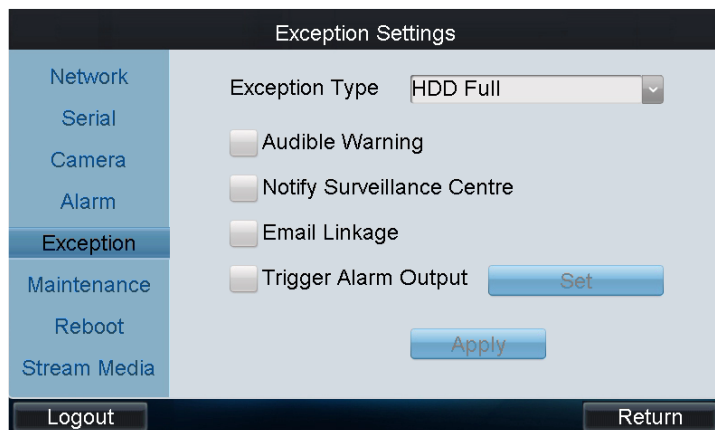 Exception Settings
Network
Serial
Camera
Alarm
Exception
Maintenance
Reboot
Stream Media
Exception Type HDD Full
Audible Warning
Notify Surveillance Centre
Email Linkage
Trigger Alarm Output Set
Apply
Logout Return